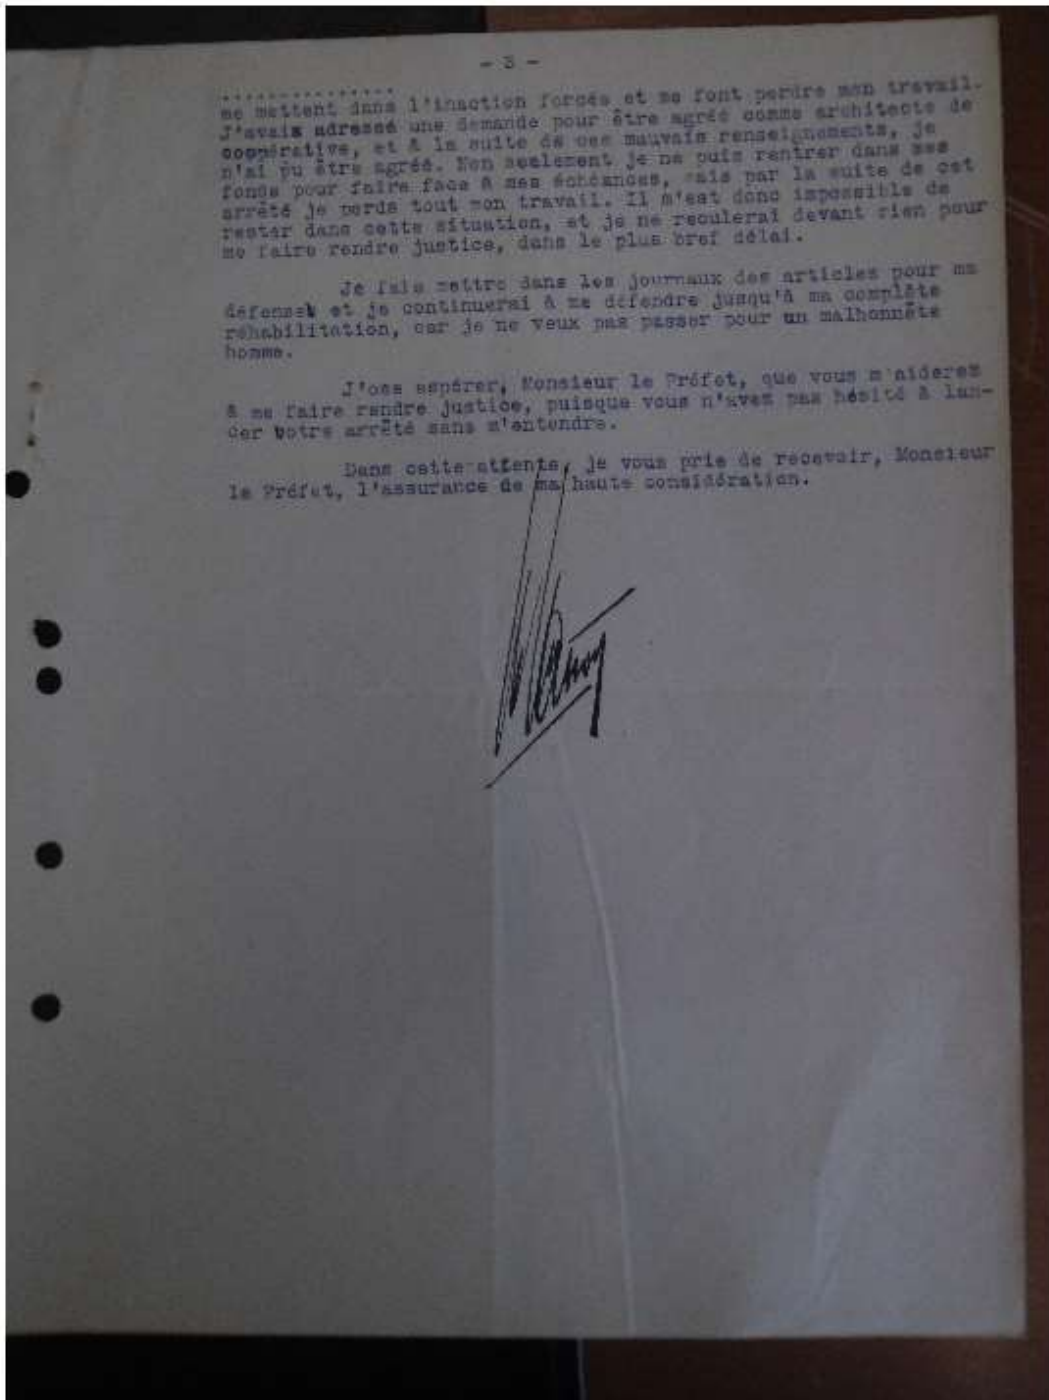 - 3 -
...............
me mettent dans l'inaction forcée et me font perdre mon travail.
J'avais adressé une demande pour être agréé comme architecte de
coopérative, et à la suite de ces mauvais renseignements, je
n'ai pu être agréé. Non seulement je ne puis rentrer dans mes
fonds pour faire face à mes échéances, mais par la suite de cet
arrêté je perds tout mon travail. Il m'est donc impossible de
rester dans cette situation, et je ne reculerai devant rien pour
me faire rendre justice, dans le plus bref délai.
Je fais mettre dans les journaux des articles pour ma
défense et je continuerai à me défendre jusqu'à ma complète
réhabilitation, car je ne veux pas passer pour un malhonnête
homme.
J'ose espérer, Monsieur le Préfet, que vous m'aiderez
à me faire rendre justice, puisque vous n'avez pas hésité à lan-
cer votre arrêté sans m'entendre.
Dans cette attente, je vous prie de recevoir, Monsieur
le Préfet, l'assurance de ma haute considération.